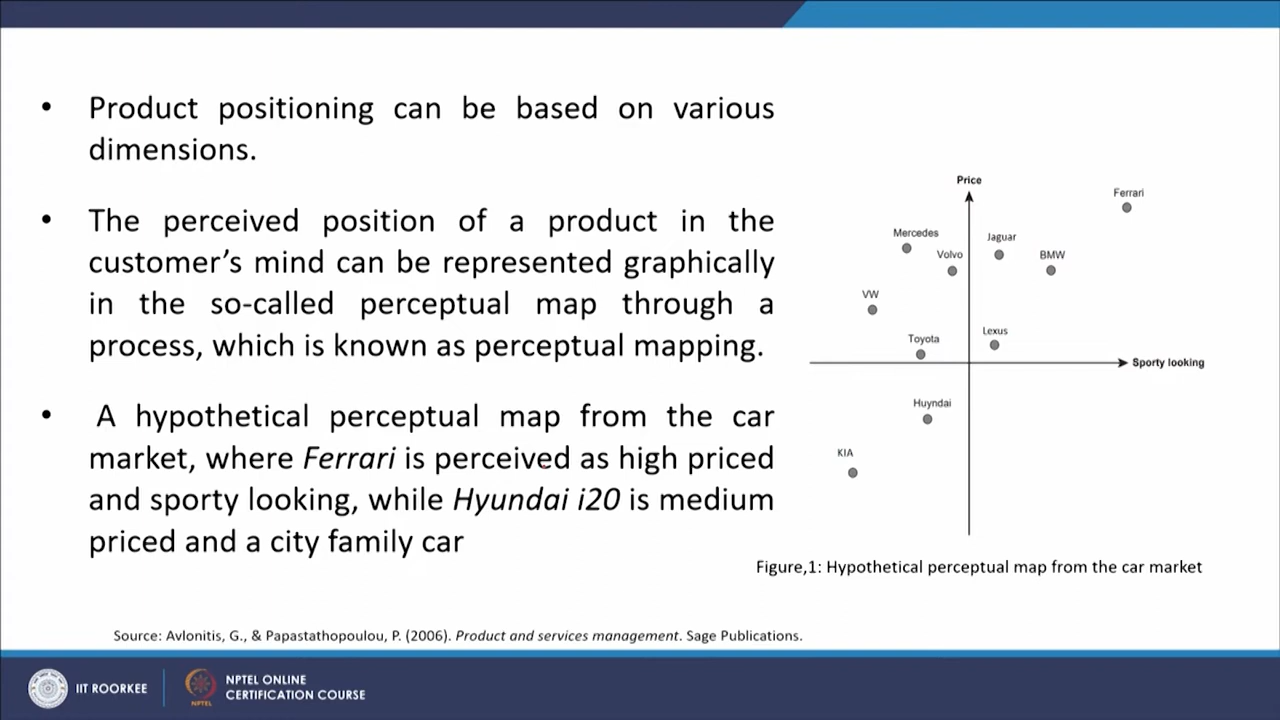 • Product positioning can be based on various
dimensions.
• The perceived position of a product in the
customer’s mind can be represented graphically
in the so-called perceptual map through a
process, which is known as perceptual mapping.
• A hypothetical perceptual map from the car
market, where Ferrari is perceived as high priced
and sporty looking, while Hyundai i20 is medium
priced and a city family car
Price
Ferrari
Mercedes
Jaguar
Volvo
BMW
VW
Lexus
Toyota
Sporty looking
Huyndai
KIA
Figure,1: Hypothetical perceptual map from the car market
Source: Avlonitis, G., & Papastathopoulou, P. (2006). Product and services management. Sage Publications.
IIT ROORKEE
NPTEL
NPTEL ONLINE
CERTIFICATION COURSE